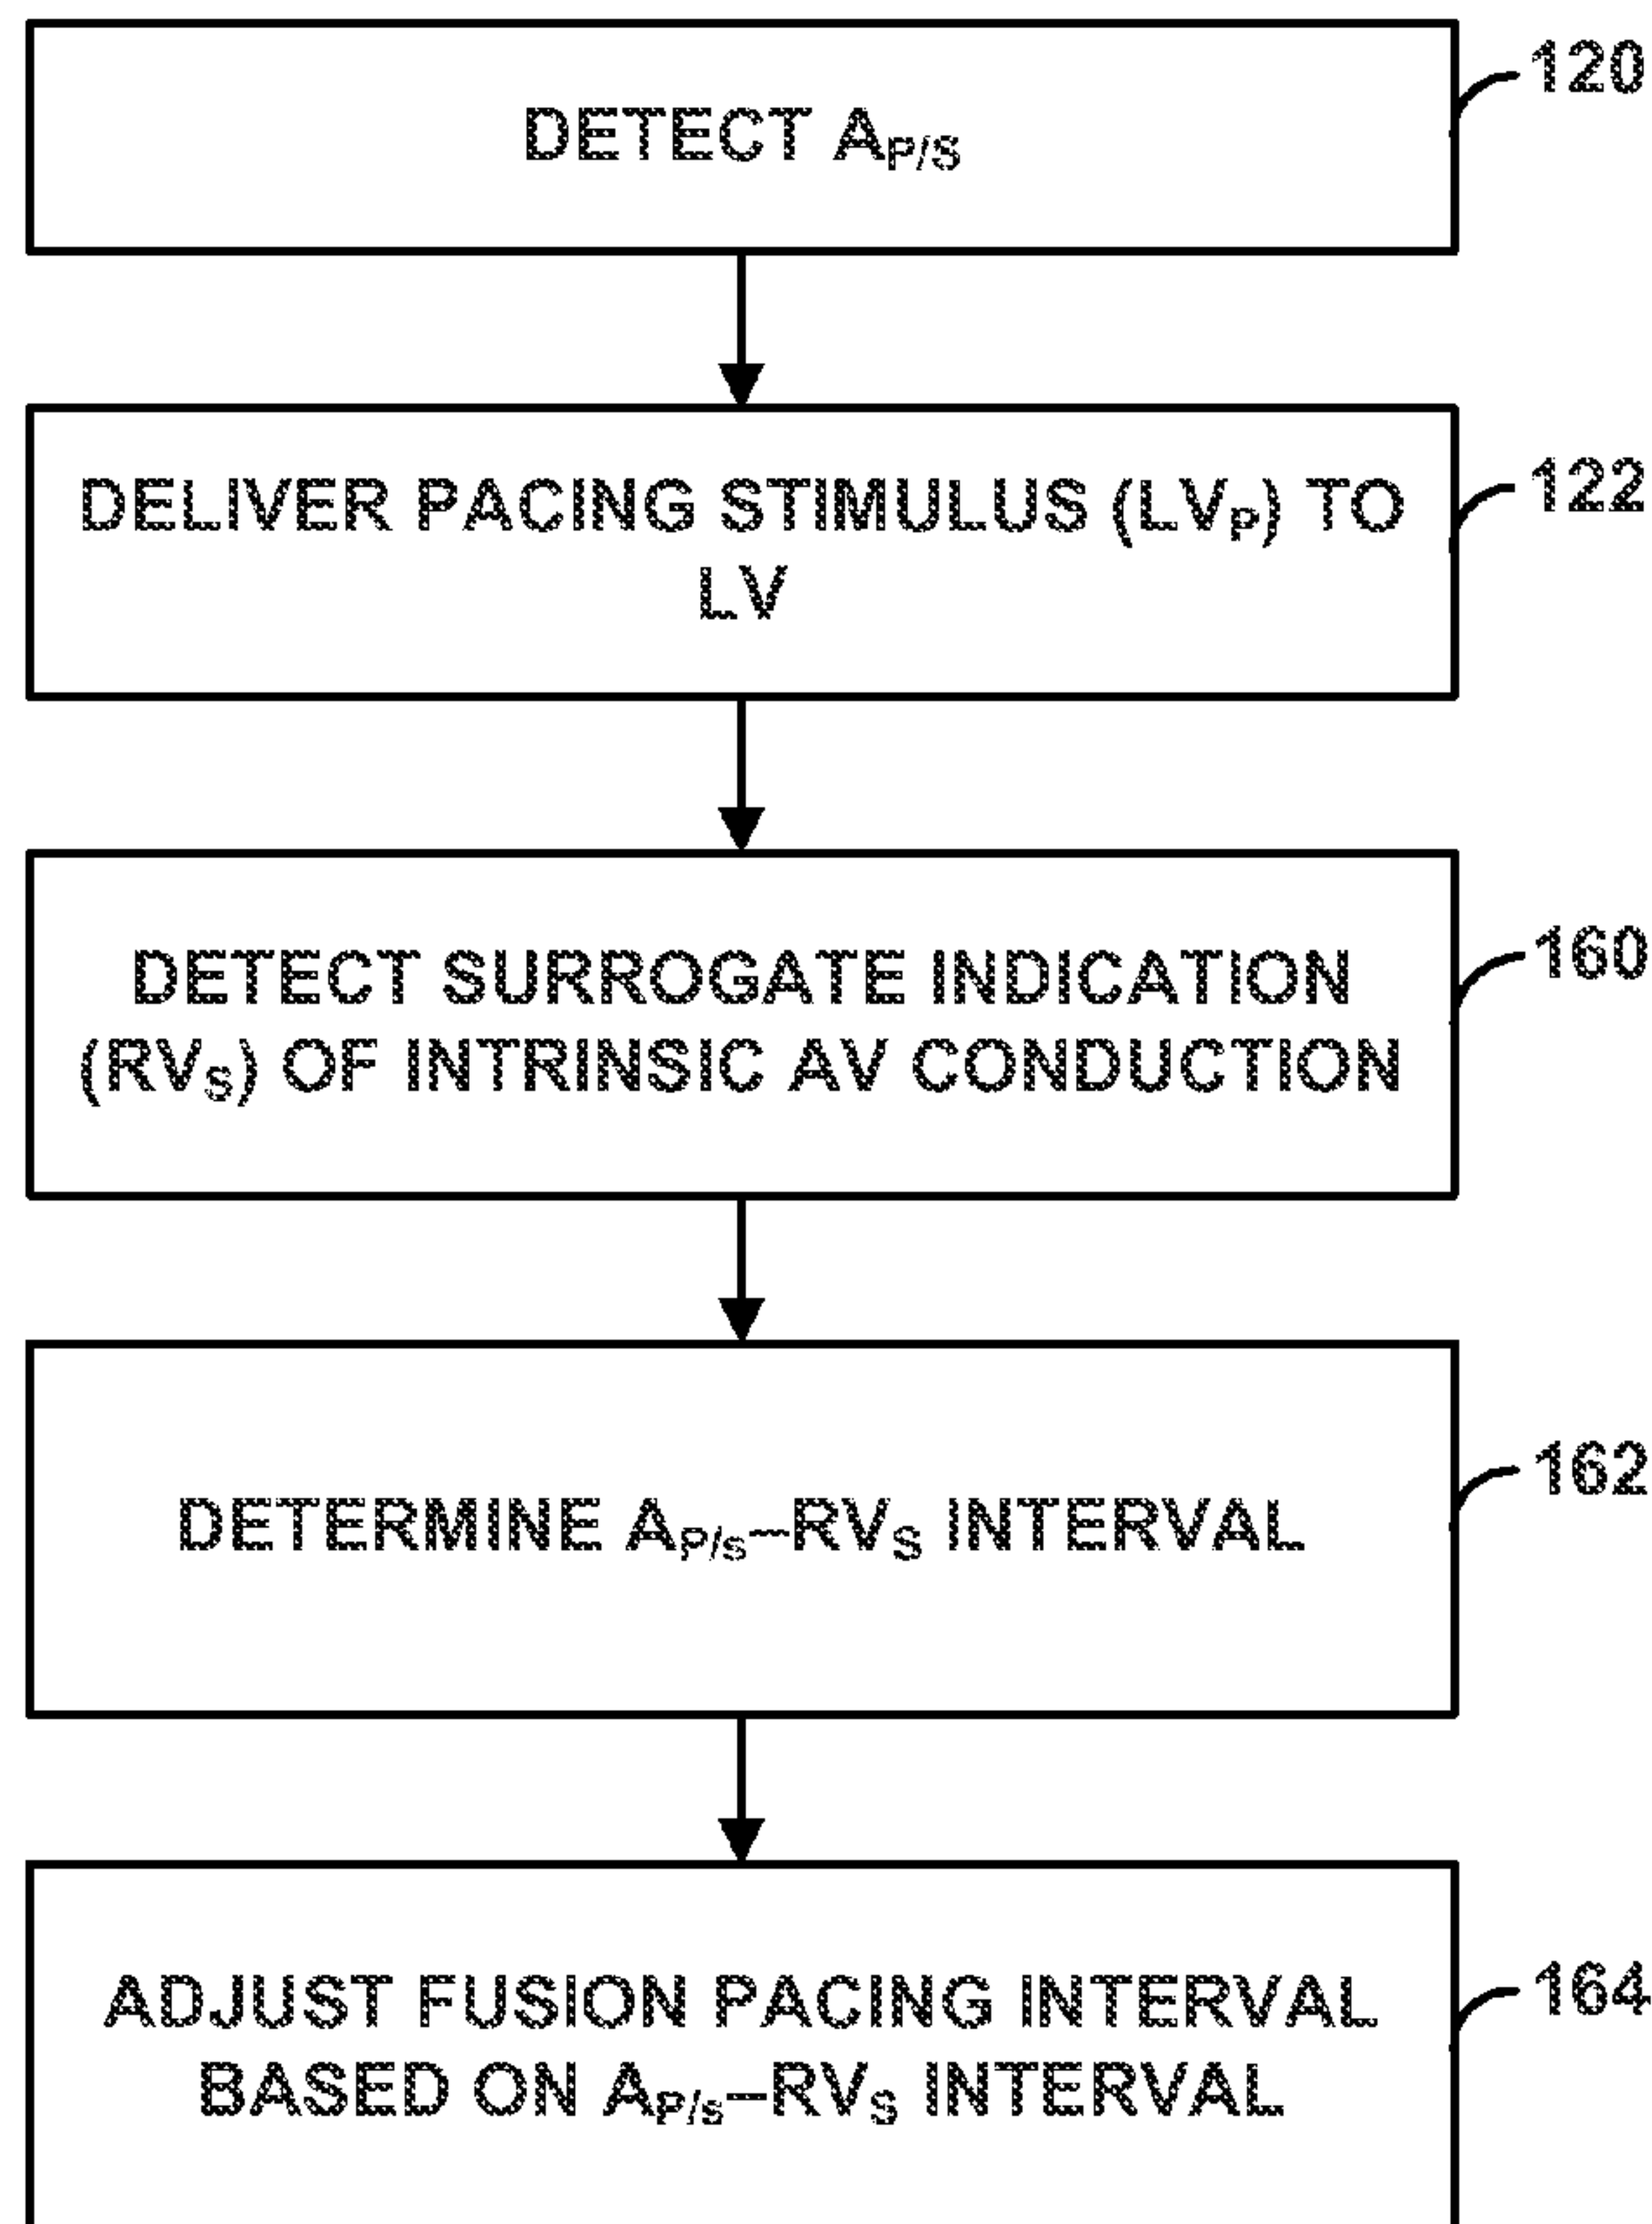 DETECT AP/S
120
DELIVER PACING STIMULUS (LVP) TO
LV
122
DETECT SURROGATE INDICATION
(RVS) OF INTRINSIC AV CONDUCTION
160
DETERMINE AP/S–RVS INTERVAL
162
ADJUST FUSION PACING INTERVAL
BASED ON AP/S–RVS INTERVAL
164